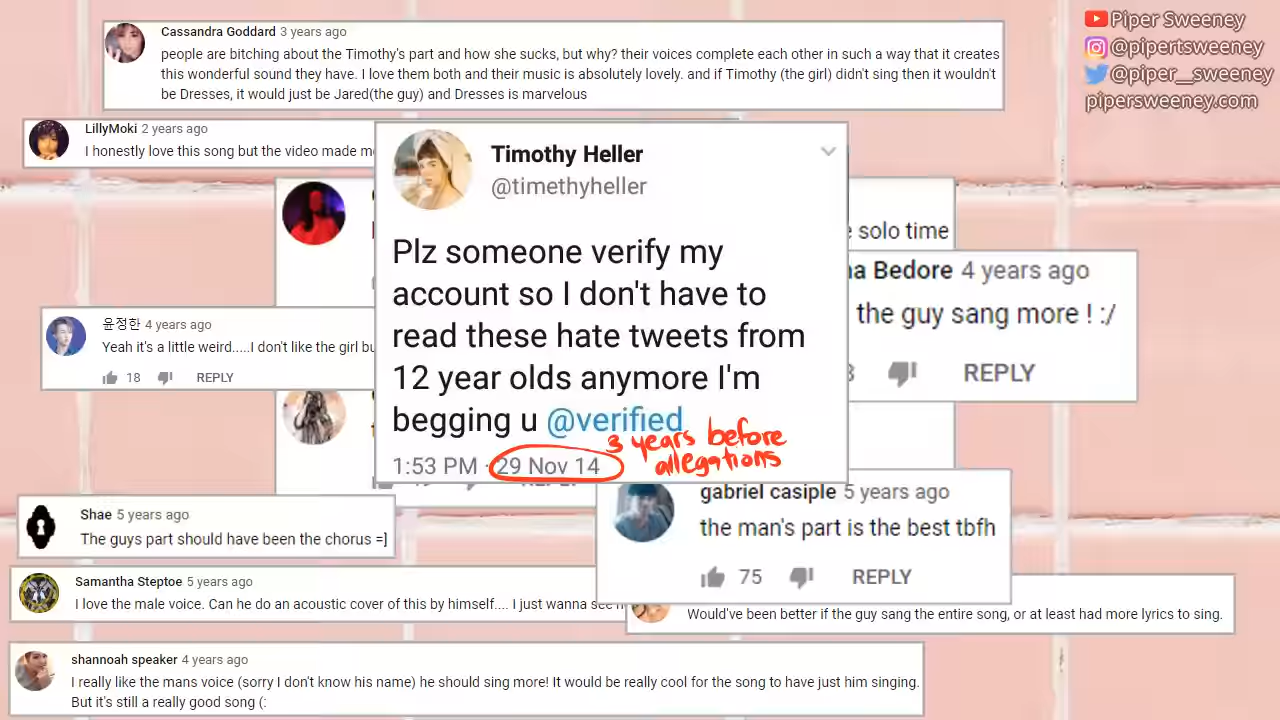 Piper Sweeney
@pipertsweeney
@piper__sweeney
pipersweeney.com
Cassandra Goddard 3 years ago
people are bitching about the Timothy's part and how she sucks, but why? their voices complete each other in such a way that it creates
this wonderful sound they have. I love them both and their music is absolutely lovely. and if Timothy (the girl) didn't sing then it wouldn't
be Dresses, it would just be Jared(the guy) and Dresses is marvelous
LillyMoki 2 years ago
I honestly love this song but the video made
Timothy Heller
@timethyheller
Plz someone verify my
account so I don't have to
read these hate tweets from
12 year olds anymore I'm
begging u @verified
1:53 PM · 29 Nov 14
3 years before
allegations
solo time
Bedore 4 years ago
the guy sang more ! :/
REPLY
윤정한 4 years ago
Yeah it's a little weird.....I don't like the girl
18 REPLY
gabriel casiple 5 years ago
the man's part is the best tbfh
75 REPLY
Shae 5 years ago
The guys part should have been the chorus =]
Samantha Steptoe 5 years ago
I love the male voice. Can he do an acoustic cover of this by himself.... I just wanna
Would've been better if the guy sang the entire song, or at least had more lyrics to sing.
shannoah speaker 4 years ago
I really like the mans voice (sorry I don't know his name) he should sing more! It would be really cool for the song to have just him singing.
But it's still a really good song (: